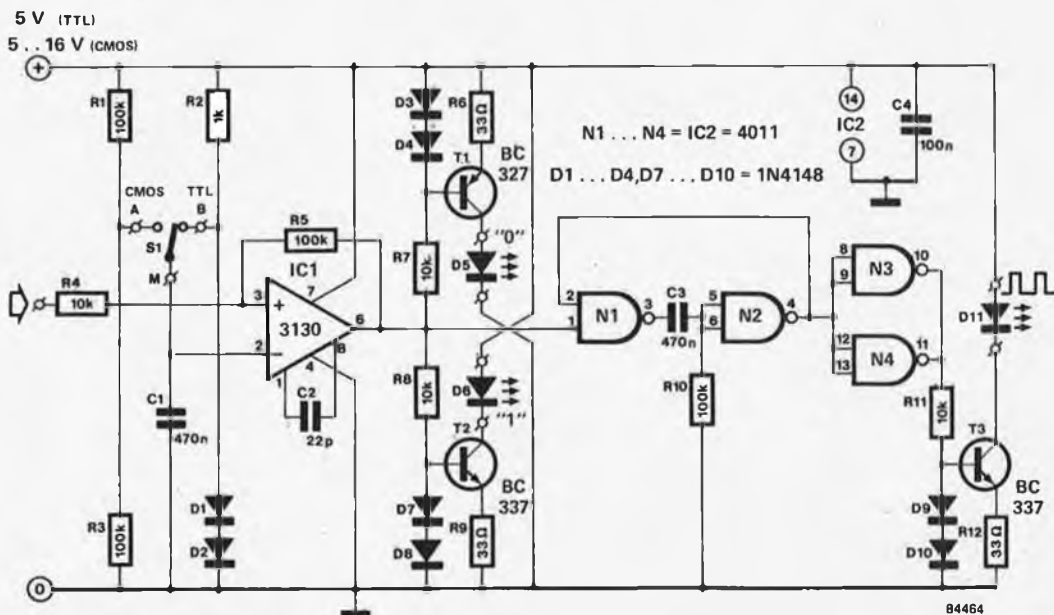 5 V (TTL)
5 . . 16 V (CMOS)
+
R1
100k
R2
1k
D3
D4
R6
33Ω
BC
327
T1
N1 . . . N4 = IC2 = 4011
D1 . . . D4,D7 . . . D10 = 1N4148
14
IC2
7
C4
100n
CMOS
A
TTL
B
S1
M
R5
100k
R7
10k
"0"
D5
R4
10k
IC1
3130
3
+
7
6
2
–
8
4
1
C2
22p
C1
470n
R8
10k
D6
"1"
T2
BC
337
2
1
N1
3
C3
470n
5
6
N2
4
R10
100k
8
9
N3
10
12
13
N4
11
D11
R11
10k
T3
BC
337
R3
100k
D1
D2
D7
D8
R9
33Ω
D9
D10
R12
33Ω
0
84464